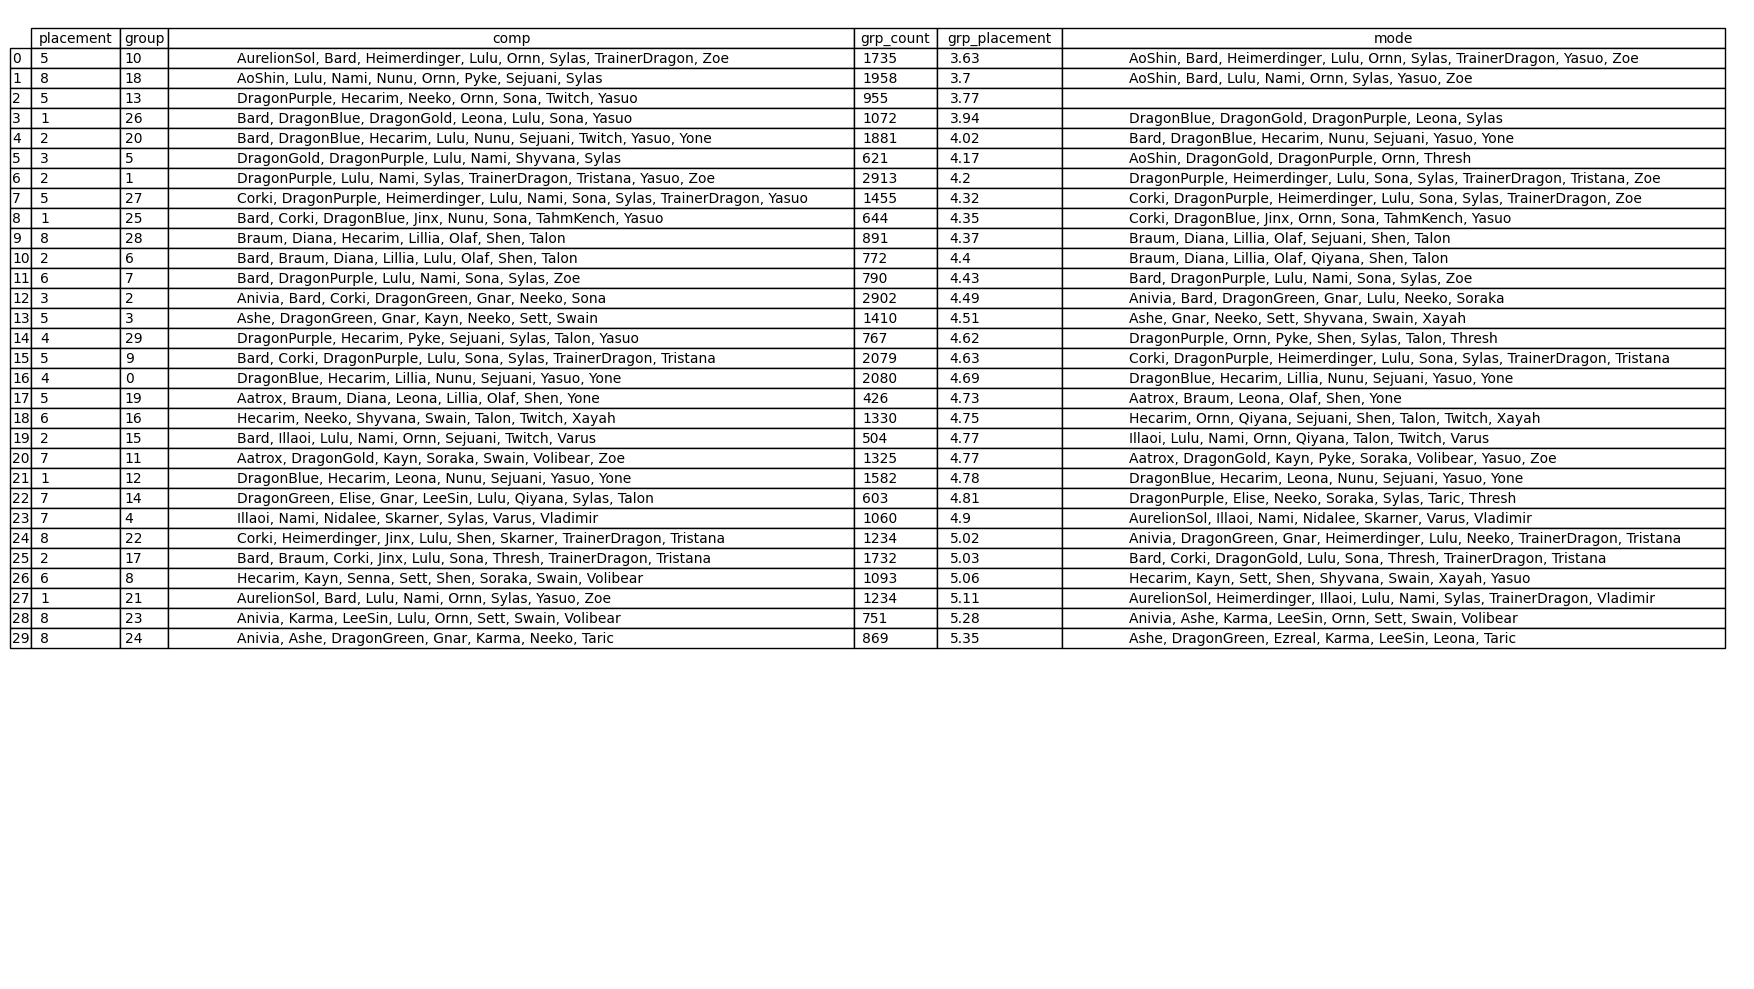 placement group comp grp_count grp_placement mode
0 5 10 AurelionSol, Bard, Heimerdinger, Lulu, Ornn, Sylas, TrainerDragon, Zoe 1735 3.63 AoShin, Bard, Heimerdinger, Lulu, Ornn, Sylas, TrainerDragon, Yasuo, Zoe
1 8 18 AoShin, Lulu, Nami, Nunu, Ornn, Pyke, Sejuani, Sylas 1958 3.7 AoShin, Bard, Lulu, Nami, Ornn, Sylas, Yasuo, Zoe
2 5 13 DragonPurple, Hecarim, Neeko, Ornn, Sona, Twitch, Yasuo 955 3.77
3 1 26 Bard, DragonBlue, DragonGold, Leona, Lulu, Sona, Yasuo 1072 3.94 DragonBlue, DragonGold, DragonPurple, Leona, Sylas
4 2 20 Bard, DragonBlue, Hecarim, Lulu, Nunu, Sejuani, Twitch, Yasuo, Yone 1881 4.02 Bard, DragonBlue, Hecarim, Nunu, Sejuani, Yasuo, Yone
5 3 5 DragonGold, DragonPurple, Lulu, Nami, Shyvana, Sylas 621 4.17 AoShin, DragonGold, DragonPurple, Ornn, Thresh
6 2 1 DragonPurple, Lulu, Nami, Sylas, TrainerDragon, Tristana, Yasuo, Zoe 2913 4.2 DragonPurple, Heimerdinger, Lulu, Sona, Sylas, TrainerDragon, Tristana, Zoe
7 5 27 Corki, DragonPurple, Heimerdinger, Lulu, Nami, Sona, Sylas, TrainerDragon, Yasuo 1455 4.32 Corki, DragonPurple, Heimerdinger, Lulu, Sona, Sylas, TrainerDragon, Zoe
8 1 25 Bard, Corki, DragonBlue, Jinx, Nunu, Sona, TahmKench, Yasuo 644 4.35 Corki, DragonBlue, Jinx, Ornn, Sona, TahmKench, Yasuo
9 8 28 Braum, Diana, Hecarim, Lillia, Olaf, Shen, Talon 891 4.37 Braum, Diana, Lillia, Olaf, Sejuani, Shen, Talon
10 2 6 Bard, Braum, Diana, Lillia, Lulu, Olaf, Shen, Talon 772 4.4 Braum, Diana, Lillia, Olaf, Qiyana, Shen, Talon
11 6 7 Bard, DragonPurple, Lulu, Nami, Sona, Sylas, Zoe 790 4.43 Bard, DragonPurple, Lulu, Nami, Sona, Sylas, Zoe
12 3 2 Anivia, Bard, Corki, DragonGreen, Gnar, Neeko, Sona 2902 4.49 Anivia, Bard, DragonGreen, Gnar, Lulu, Neeko, Soraka
13 5 3 Ashe, DragonGreen, Gnar, Kayn, Neeko, Sett, Swain 1410 4.51 Ashe, Gnar, Neeko, Sett, Shyvana, Swain, Xayah
14 4 29 DragonPurple, Hecarim, Pyke, Sejuani, Sylas, Talon, Yasuo 767 4.62 DragonPurple, Ornn, Pyke, Shen, Sylas, Talon, Thresh
15 5 9 Bard, Corki, DragonPurple, Lulu, Sona, Sylas, TrainerDragon, Tristana 2079 4.63 Corki, DragonPurple, Heimerdinger, Lulu, Sona, Sylas, TrainerDragon, Tristana
16 4 0 DragonBlue, Hecarim, Lillia, Nunu, Sejuani, Yasuo, Yone 2080 4.69 DragonBlue, Hecarim, Lillia, Nunu, Sejuani, Yasuo, Yone
17 5 19 Aatrox, Braum, Diana, Leona, Lillia, Olaf, Shen, Yone 426 4.73 Aatrox, Braum, Leona, Olaf, Shen, Yone
18 6 16 Hecarim, Neeko, Shyvana, Swain, Talon, Twitch, Xayah 1330 4.75 Hecarim, Ornn, Qiyana, Sejuani, Shen, Talon, Twitch, Xayah
19 2 15 Bard, Illaoi, Lulu, Nami, Ornn, Sejuani, Twitch, Varus 504 4.77 Illaoi, Lulu, Nami, Ornn, Qiyana, Talon, Twitch, Varus
20 7 11 Aatrox, DragonGold, Kayn, Soraka, Swain, Volibear, Zoe 1325 4.77 Aatrox, DragonGold, Kayn, Pyke, Soraka, Volibear, Yasuo, Zoe
21 1 12 DragonBlue, Hecarim, Leona, Nunu, Sejuani, Yasuo, Yone 1582 4.78 DragonBlue, Hecarim, Leona, Nunu, Sejuani, Yasuo, Yone
22 7 14 DragonGreen, Elise, Gnar, LeeSin, Lulu, Qiyana, Sylas, Talon 603 4.81 DragonPurple, Elise, Neeko, Soraka, Sylas, Taric, Thresh
23 7 4 Illaoi, Nami, Nidalee, Skarner, Sylas, Varus, Vladimir 1060 4.9 AurelionSol, Illaoi, Nami, Nidalee, Skarner, Varus, Vladimir
24 8 22 Corki, Heimerdinger, Jinx, Lulu, Shen, Skarner, TrainerDragon, Tristana 1234 5.02 Anivia, DragonGreen, Gnar, Heimerdinger, Lulu, Neeko, TrainerDragon, Tristana
25 2 17 Bard, Braum, Corki, Jinx, Lulu, Sona, Thresh, TrainerDragon, Tristana 1732 5.03 Bard, Corki, DragonGold, Lulu, Sona, Thresh, TrainerDragon, Tristana
26 6 8 Hecarim, Kayn, Senna, Sett, Shen, Soraka, Swain, Volibear 1093 5.06 Hecarim, Kayn, Sett, Shen, Shyvana, Swain, Xayah, Yasuo
27 1 21 AurelionSol, Bard, Lulu, Nami, Ornn, Sylas, Yasuo, Zoe 1234 5.11 AurelionSol, Heimerdinger, Illaoi, Lulu, Nami, Sylas, TrainerDragon, Vladimir
28 8 23 Anivia, Karma, LeeSin, Lulu, Ornn, Sett, Swain, Volibear 751 5.28 Anivia, Ashe, Karma, LeeSin, Ornn, Sett, Swain, Volibear
29 8 24 Anivia, Ashe, DragonGreen, Gnar, Karma, Neeko, Taric 869 5.35 Ashe, DragonGreen, Ezreal, Karma, LeeSin, Leona, Taric